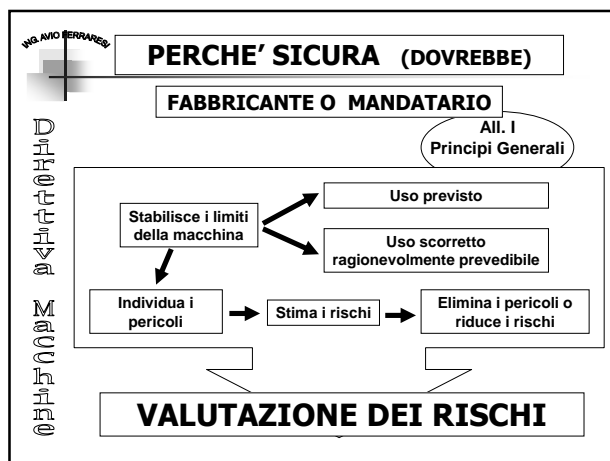 ING. AVIO FERRARESI
PERCHE' SICURA (DOVREBBE)
FABBRICANTE O MANDATARIO
All. I
Principi Generali
Direttiva Macchine
Uso previsto
Stabilisce i limiti
della macchina
Uso scorretto
ragionevolmente prevedibile
Individua i
pericoli
Stima i rischi
Elimina i pericoli o
riduce i rischi
VALUTAZIONE DEI RISCHI